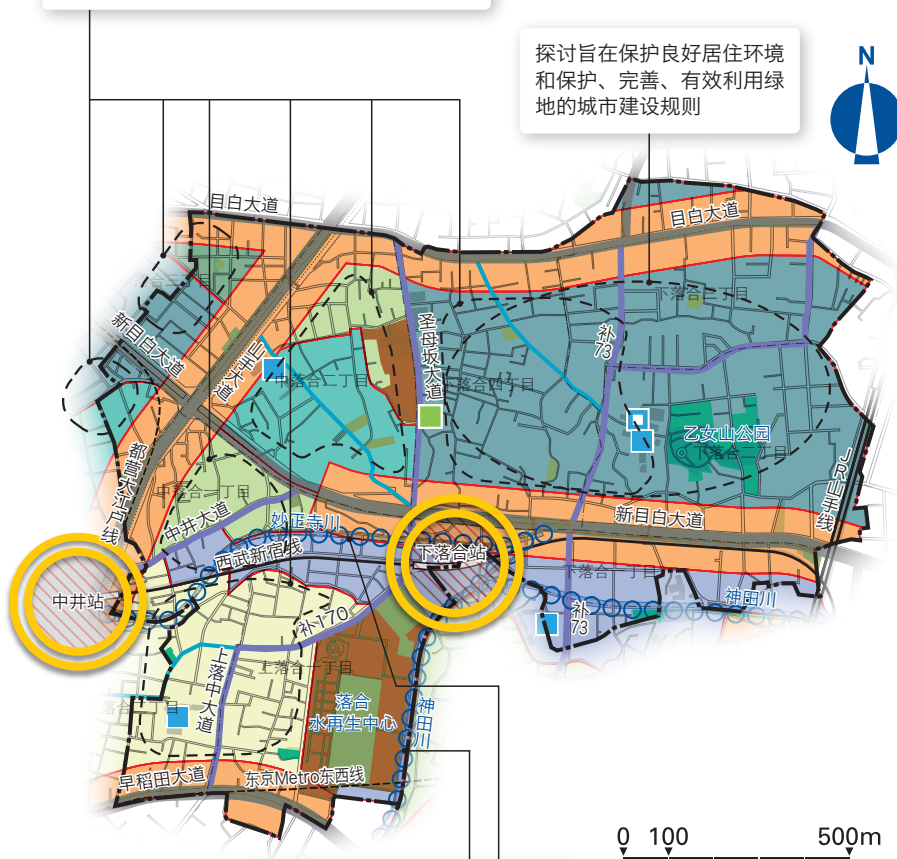 探讨旨在保护良好居住环境
和保护、完善、有效利用绿
地的城市建设规则
N
目白大道
目白大道
下落合三丁目
新目白大道
山手大道
中落合二丁目
圣母坂大道
下落合四丁目
补73
乙女山公园
下落合二丁目
JR山手线
都营大江户线
中落合一丁目
中井大道
妙正寺川
西武新宿线
下落合站
新目白大道
下落合一丁目
中井站
补170
补73
神田川
上落中大道
上落合一丁目
落合
水再生中心
神田川
早稻田大道
东京Metro东西线
0 100 500m